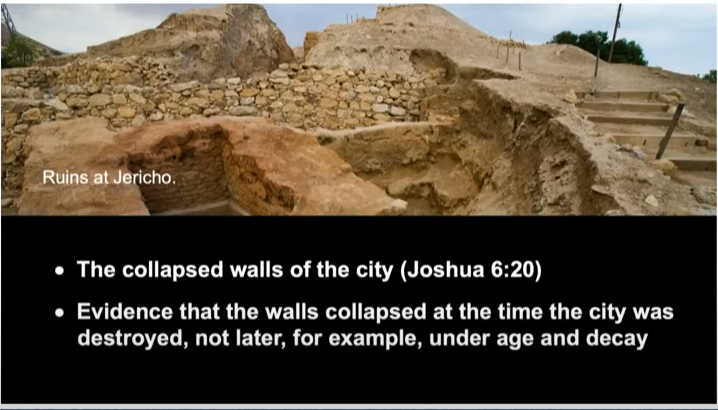 Ruins at Jericho.
• The collapsed walls of the city (Joshua 6:20)
• Evidence that the walls collapsed at the time the city was
destroyed, not later, for example, under age and decay